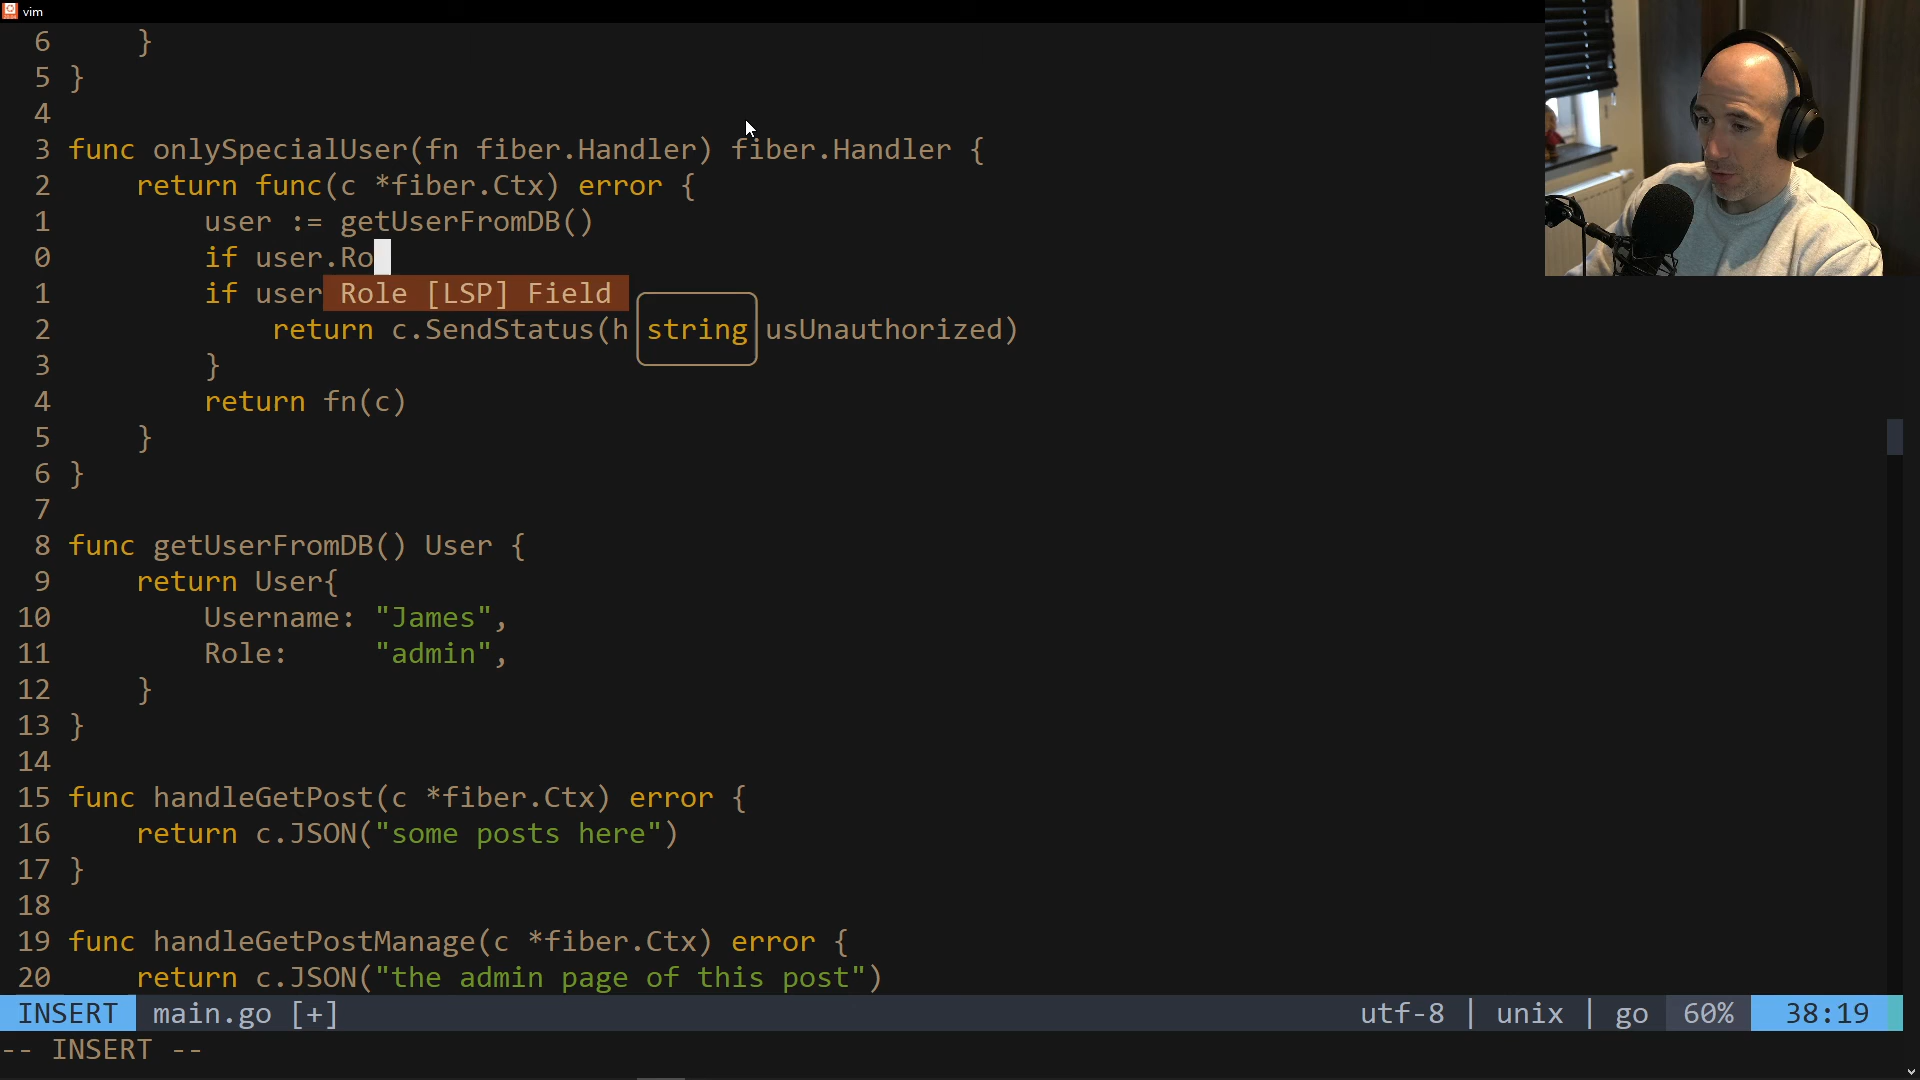 vim
6 }
5 }
4
3 func onlySpecialUser(fn fiber.Handler) fiber.Handler {
2 return func(c *fiber.Ctx) error {
1 user := getUserFromDB()
0 if user.Ro
1 if user Role [LSP] Field
2 return c.SendStatus(h string usUnauthorized)
3 }
4 return fn(c)
5 }
6 }
7
8 func getUserFromDB() User {
9 return User{
10 Username: "James",
11 Role: "admin",
12 }
13 }
14
15 func handleGetPost(c *fiber.Ctx) error {
16 return c.JSON("some posts here")
17 }
18
19 func handleGetPostManage(c *fiber.Ctx) error {
20 return c.JSON("the admin page of this post")
INSERT main.go [+] utf-8 | unix | go 60% 38:19
-- INSERT --